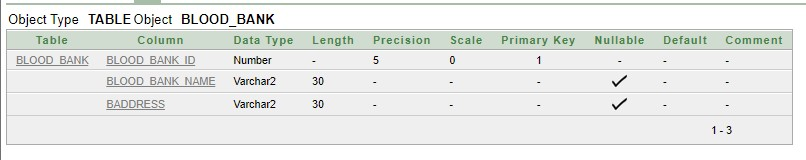 Object Type TABLE Object BLOOD_BANK
Table Column Data Type Length Precision Scale Primary Key Nullable Default Comment
BLOOD_BANK BLOOD_BANK_ID Number - 5 0 1 - - -
BLOOD_BANK_NAME Varchar2 30 - - - ✓ - -
BADDRESS Varchar2 30 - - - ✓ - -
1 - 3